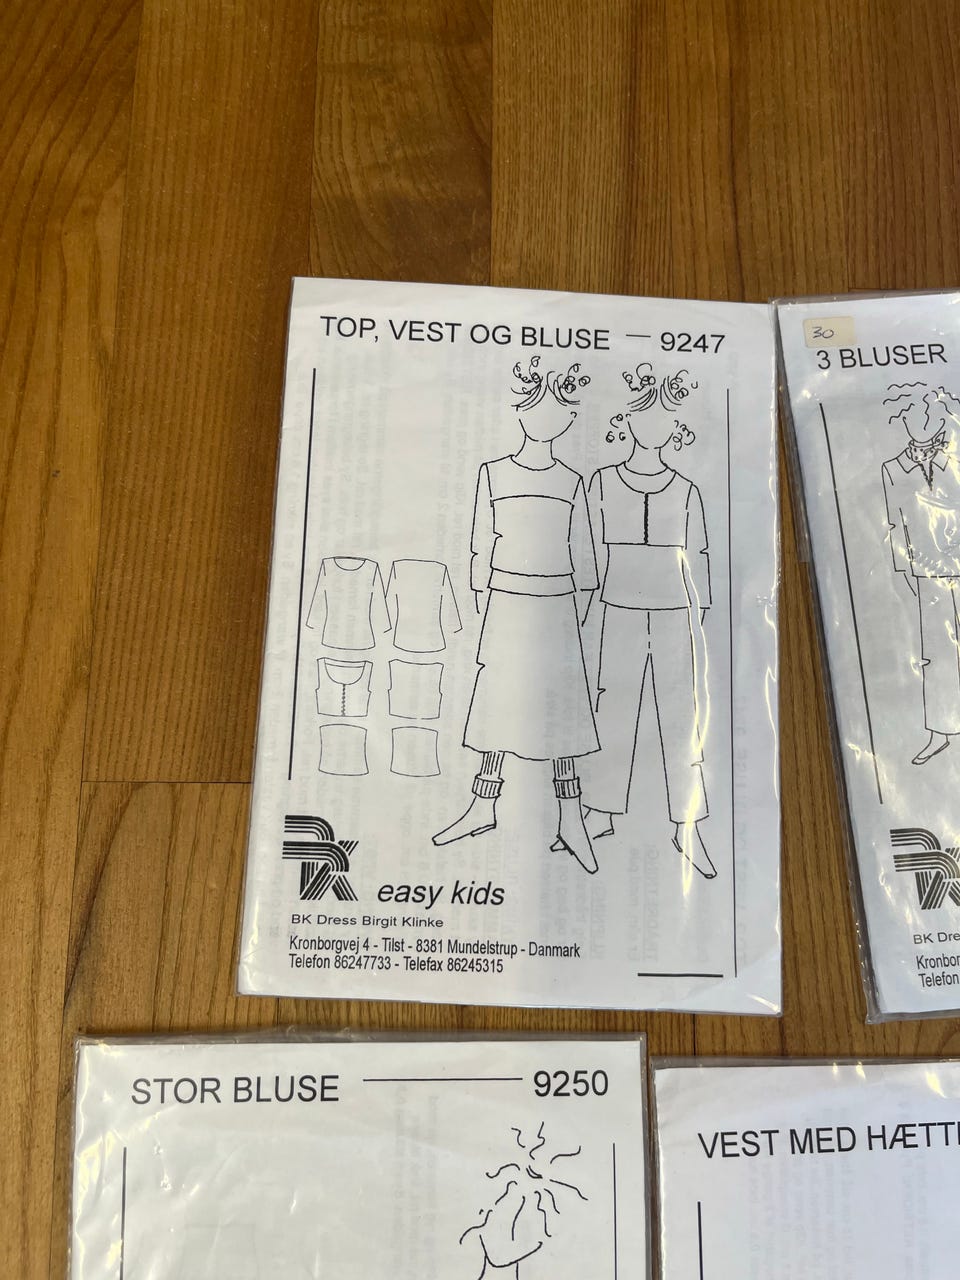 TOP, VEST OG BLUSE — 9247
easy kids
BK Dress Birgit Klinke
Kronborgvej 4 - Tilst - 8381 Mundelstrup - Danmark
Telefon 86247733 - Telefax 86245315
30
3 BLUSER
BK Dre
Kronbor
Telefon
STOR BLUSE — 9250
VEST MED HÆTT